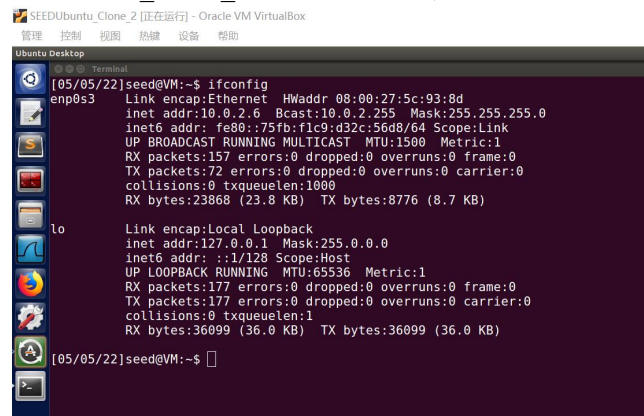 SEEDUbuntu_Clone_2 [正在运行] - Oracle VM VirtualBox
管理 控制 视图 热键 设备 帮助
Ubuntu Desktop
Terminal
[05/05/22]seed@VM:~$ ifconfig
enp0s3 Link encap:Ethernet HWaddr 08:00:27:5c:93:8d
inet addr:10.0.2.6 Bcast:10.0.2.255 Mask:255.255.255.0
inet6 addr: fe80::75fb:f1c9:d32c:56d8/64 Scope:Link
UP BROADCAST RUNNING MULTICAST MTU:1500 Metric:1
RX packets:157 errors:0 dropped:0 overruns:0 frame:0
TX packets:72 errors:0 dropped:0 overruns:0 carrier:0
collisions:0 txqueuelen:1000
RX bytes:23868 (23.8 KB) TX bytes:8776 (8.7 KB)
lo Link encap:Local Loopback
inet addr:127.0.0.1 Mask:255.0.0.0
inet6 addr: ::1/128 Scope:Host
UP LOOPBACK RUNNING MTU:65536 Metric:1
RX packets:177 errors:0 dropped:0 overruns:0 frame:0
TX packets:177 errors:0 dropped:0 overruns:0 carrier:0
collisions:0 txqueuelen:1
RX bytes:36099 (36.0 KB) TX bytes:36099 (36.0 KB)
[05/05/22]seed@VM:~$